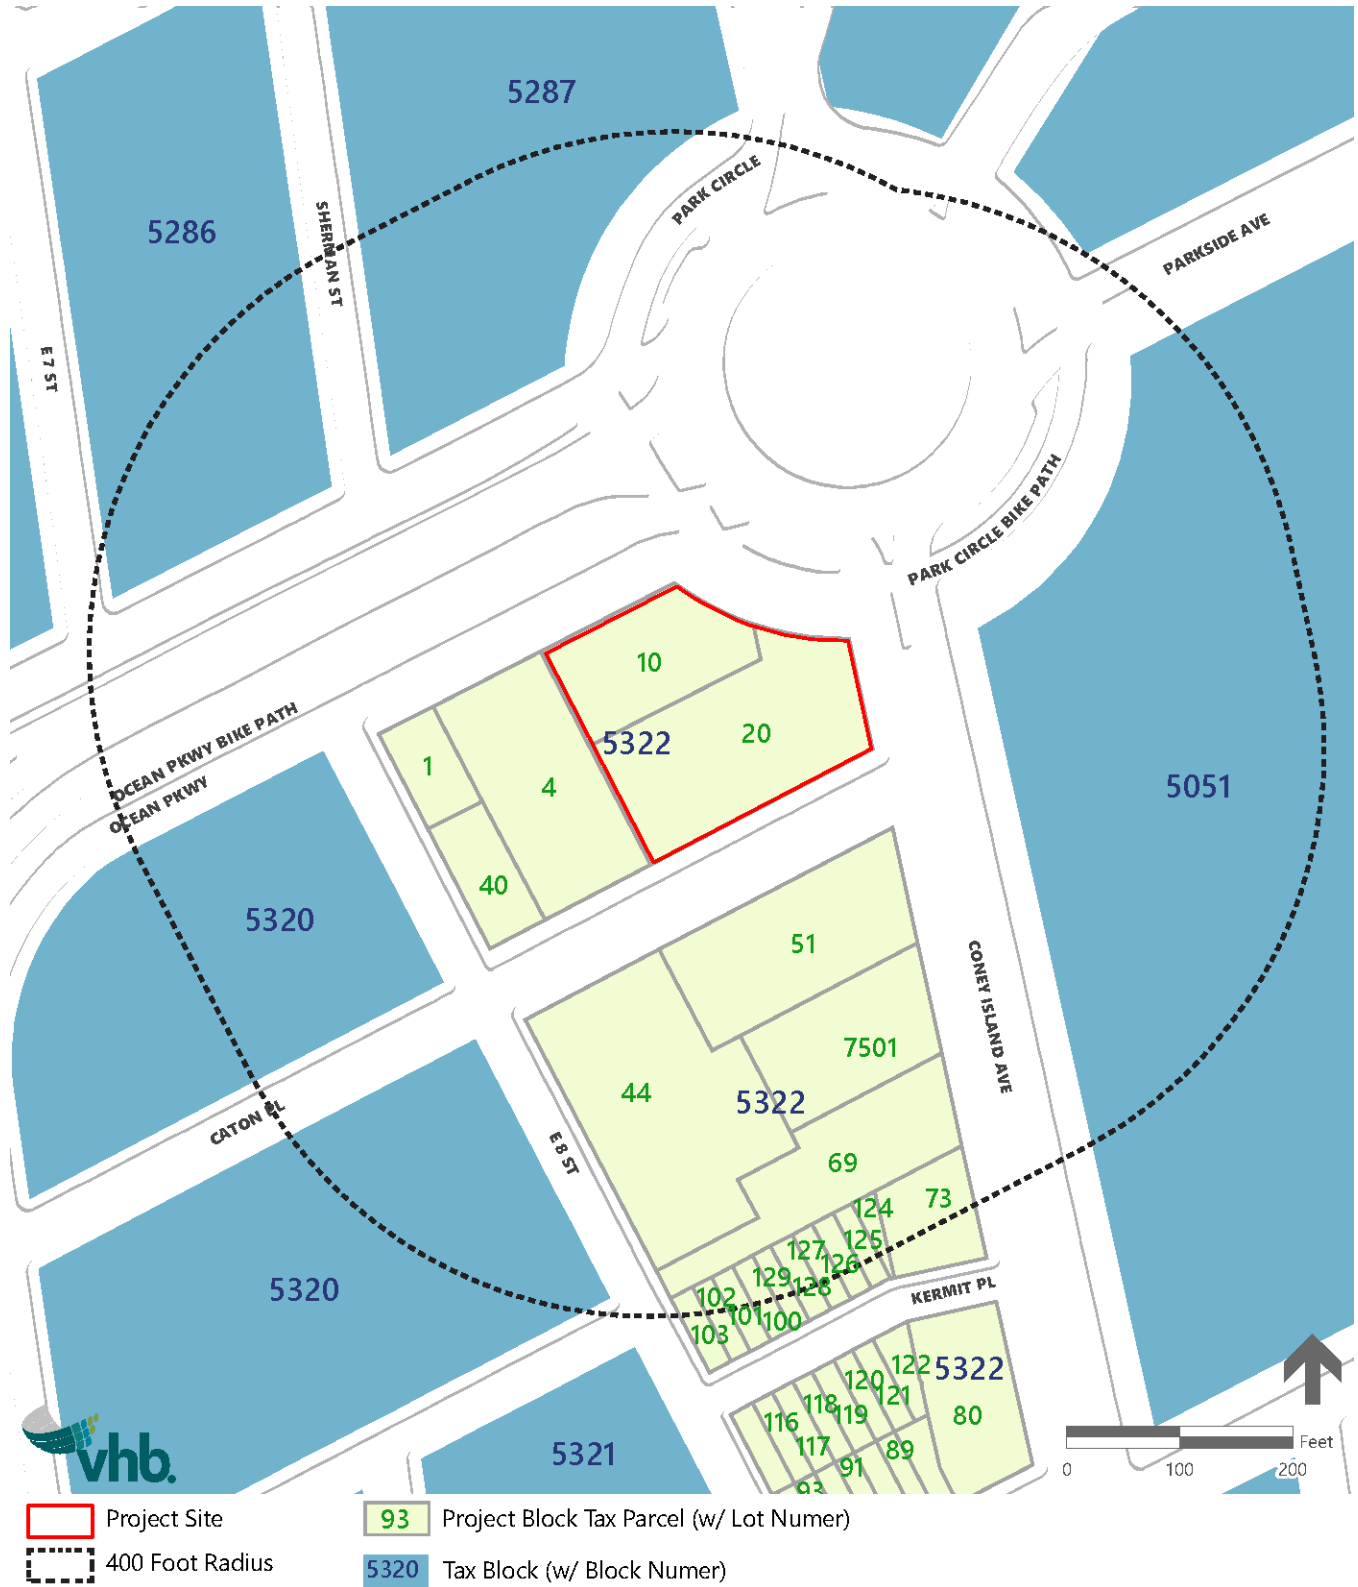 5287
PARK CIRCLE
5286
SHERMAN ST
PARKSIDE AVE
E 7 ST
PARK CIRCLE BIKE PATH
10
5322
20
OCEAN PKWY BIKE PATH
OCEAN PKWY
1
4
5051
40
5320
51
CONEY ISLAND AVE
7501
44
5322
CATON PL
E 8 ST
69
73
124
125
127
126
129
128
102
101
100
103
5320
KERMIT PL
122
5322
120
121
118
119
116
117
80
89
91
93
5321
vhb.
Feet
0 100 200
Project Site
93 Project Block Tax Parcel (w/ Lot Numer)
400 Foot Radius
5320 Tax Block (w/ Block Numer)